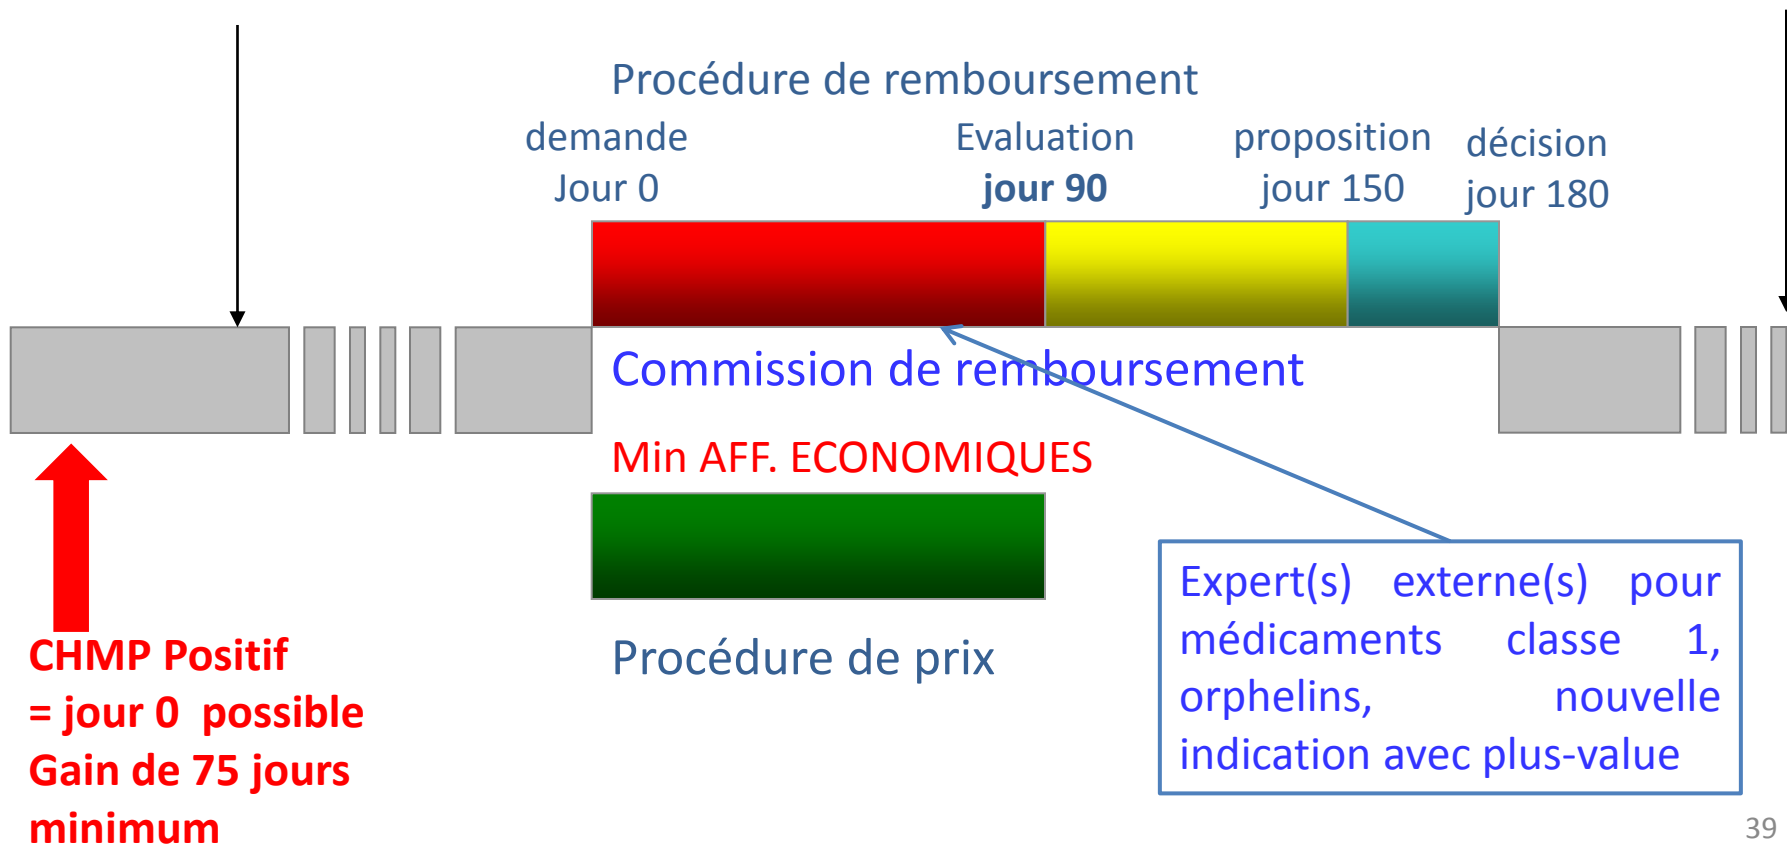 Procédure de remboursement
demande
Jour 0
Evaluation
jour 90
proposition
jour 150
décision
jour 180
Commission de remboursement
Min AFF. ECONOMIQUES
Procédure de prix
CHMP Positif
= jour 0 possible
Gain de 75 jours
minimum
Expert(s) externe(s) pour
médicaments classe 1,
orphelins, nouvelle
indication avec plus-value
39